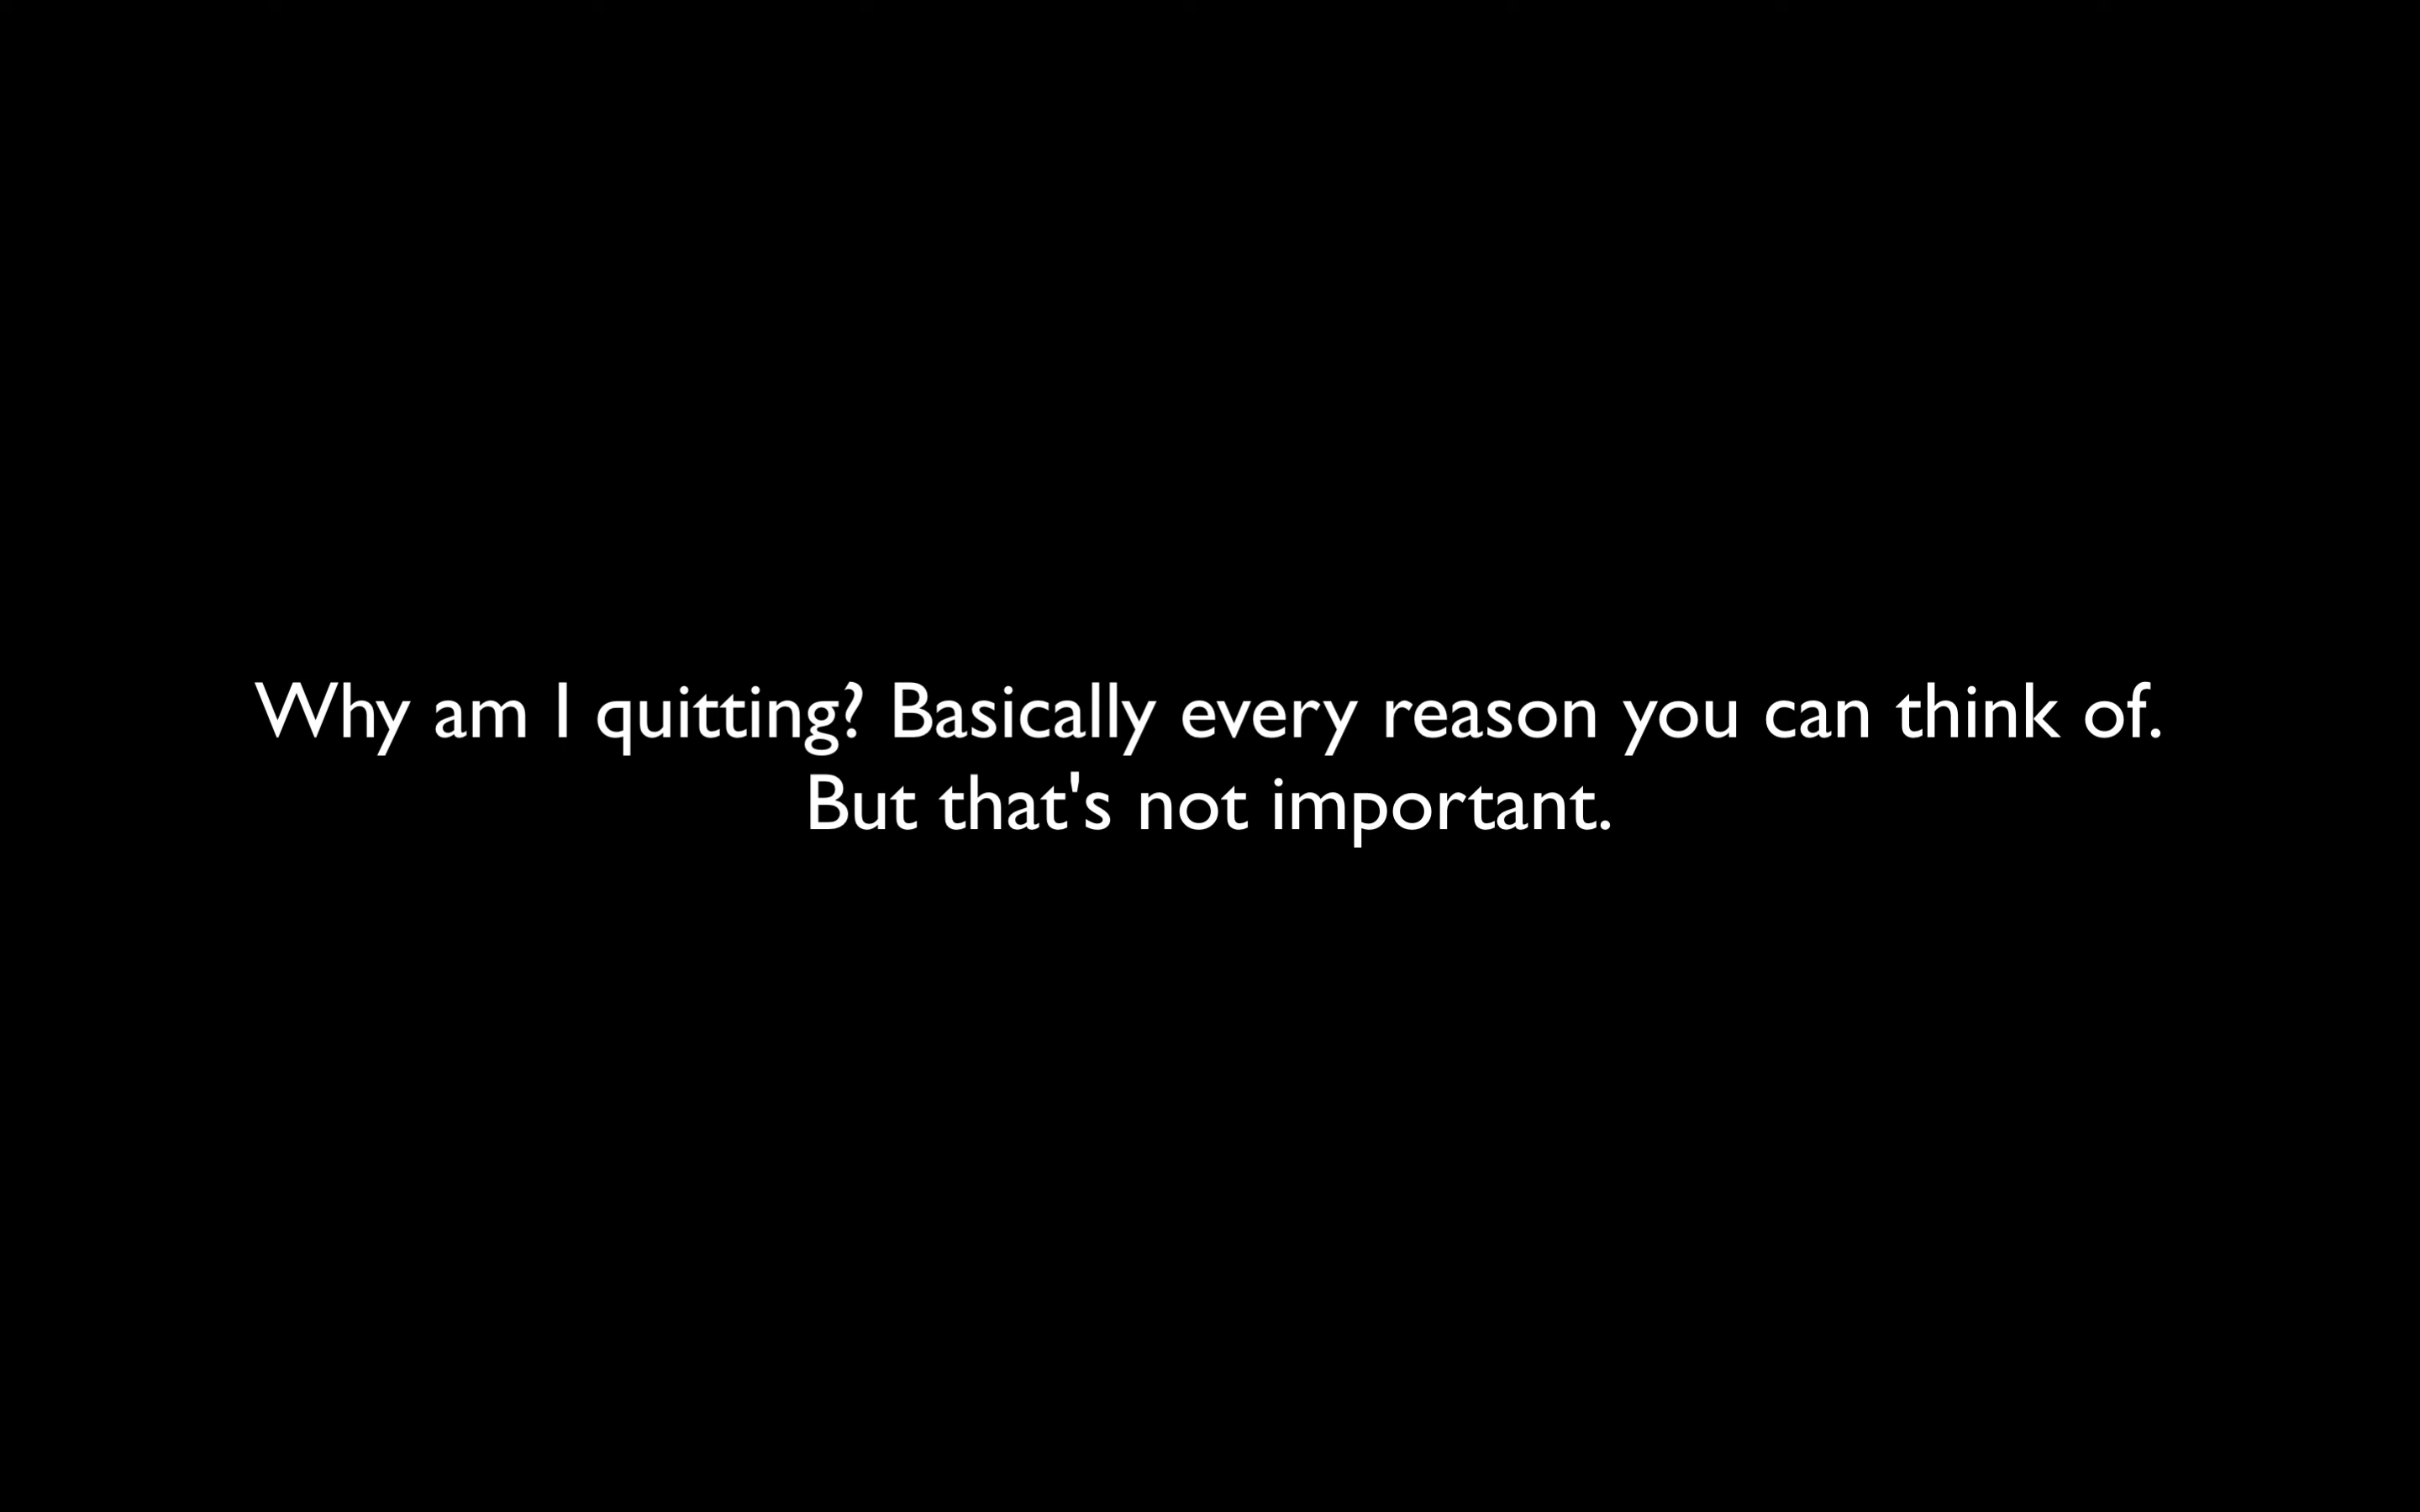 Why am I quitting? Basically every reason you can think of.
But that's not important.